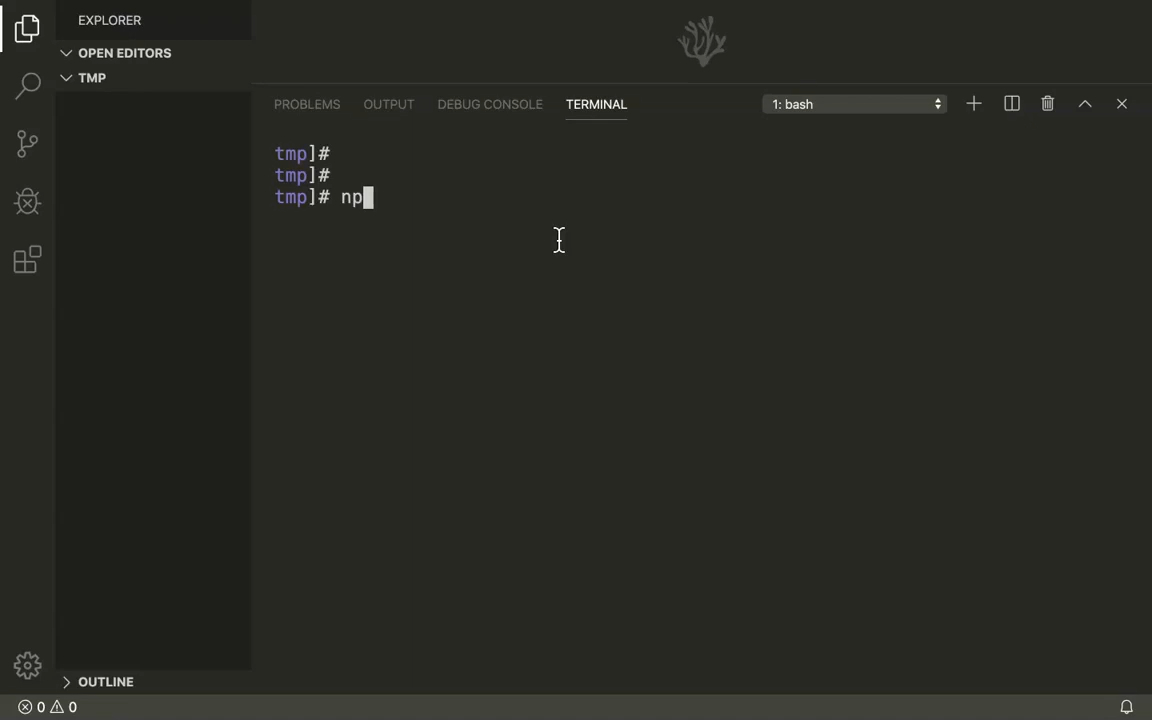 EXPLORER
OPEN EDITORS
TMP
PROBLEMS OUTPUT DEBUG CONSOLE TERMINAL 1: bash
tmp]#
tmp]#
tmp]# np
OUTLINE
0 0